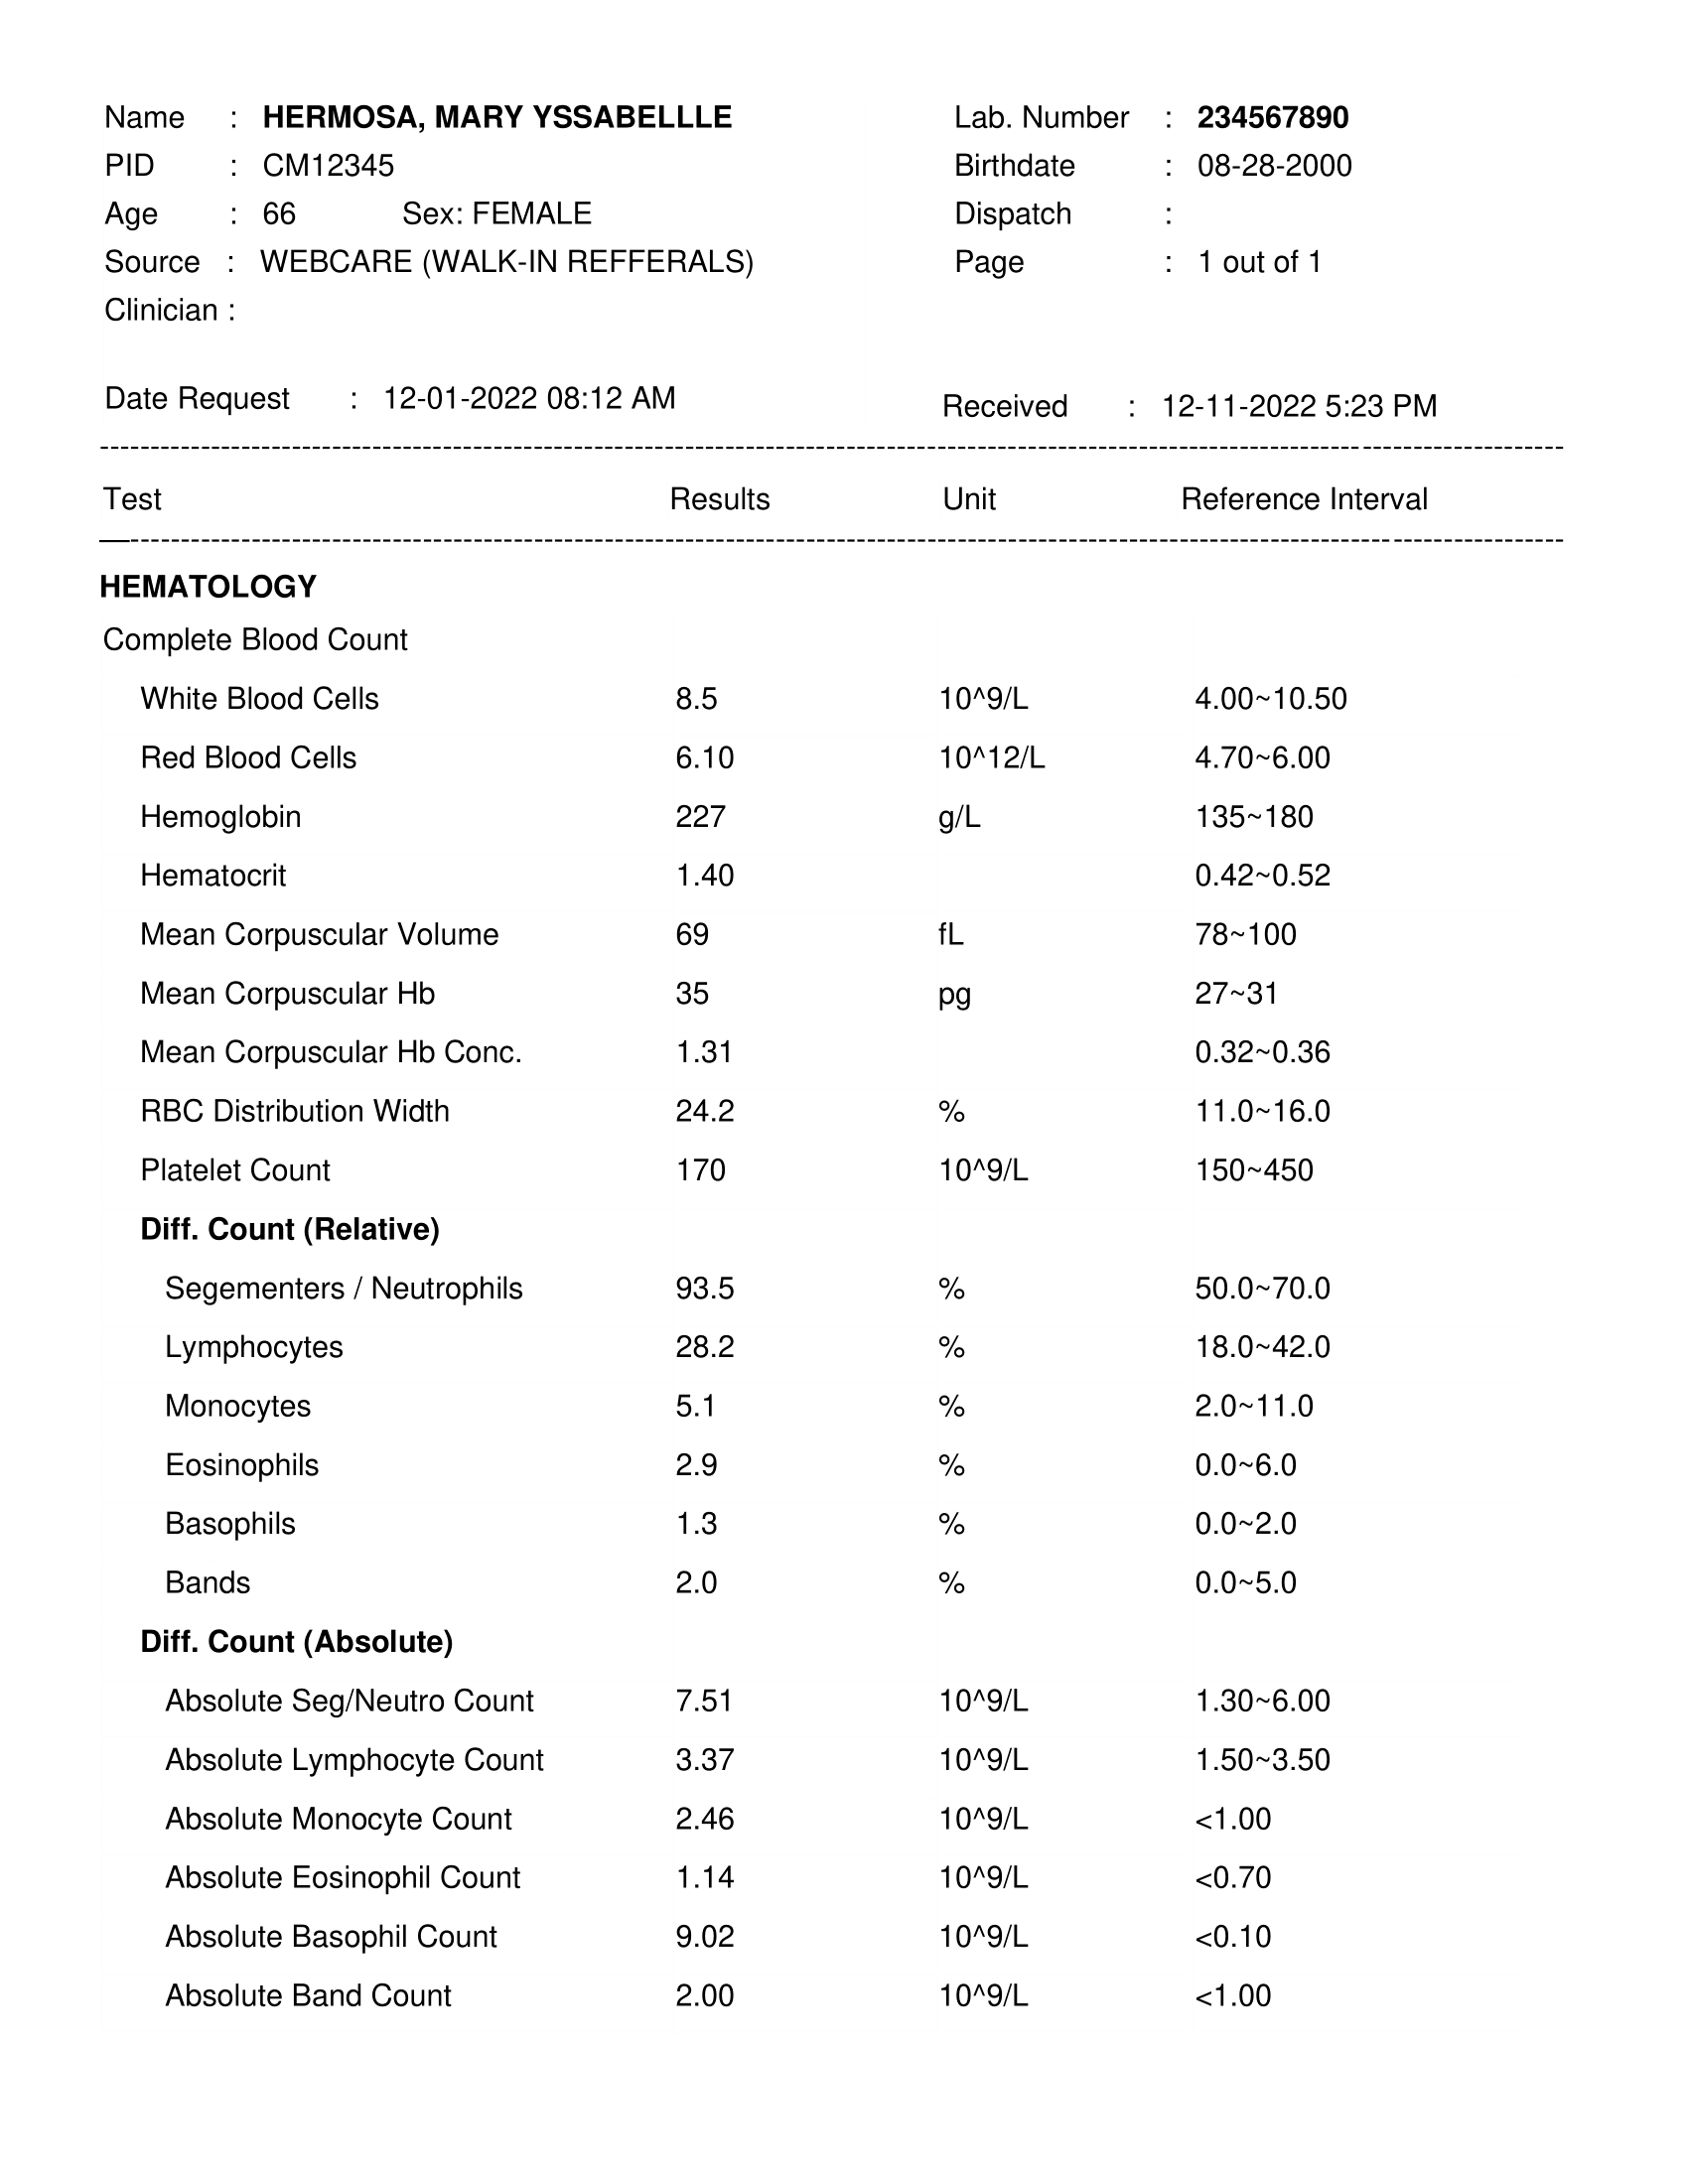 Name : HERMOSA, MARY YSSABELLLE Lab. Number : 234567890
PID : CM12345 Birthdate : 08-28-2000
Age : 66 Sex: FEMALE Dispatch :
Source : WEBCARE (WALK-IN REFFERALS) Page : 1 out of 1
Clinician :
Date Request : 12-01-2022 08:12 AM Received : 12-11-2022 5:23 PM
Test Results Unit Reference Interval
HEMATOLOGY
Complete Blood Count
White Blood Cells 8.5 10^9/L 4.00~10.50
Red Blood Cells 6.10 10^12/L 4.70~6.00
Hemoglobin 227 g/L 135~180
Hematocrit 1.40 0.42~0.52
Mean Corpuscular Volume 69 fL 78~100
Mean Corpuscular Hb 35 pg 27~31
Mean Corpuscular Hb Conc. 1.31 0.32~0.36
RBC Distribution Width 24.2 % 11.0~16.0
Platelet Count 170 10^9/L 150~450
Diff. Count (Relative)
Segementers / Neutrophils 93.5 % 50.0~70.0
Lymphocytes 28.2 % 18.0~42.0
Monocytes 5.1 % 2.0~11.0
Eosinophils 2.9 % 0.0~6.0
Basophils 1.3 % 0.0~2.0
Bands 2.0 % 0.0~5.0
Diff. Count (Absolute)
Absolute Seg/Neutro Count 7.51 10^9/L 1.30~6.00
Absolute Lymphocyte Count 3.37 10^9/L 1.50~3.50
Absolute Monocyte Count 2.46 10^9/L <1.00
Absolute Eosinophil Count 1.14 10^9/L <0.70
Absolute Basophil Count 9.02 10^9/L <0.10
Absolute Band Count 2.00 10^9/L <1.00